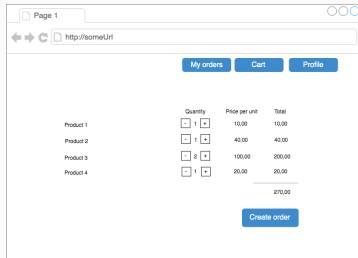 Page 1
http://someUrl
My orders Cart Profile
Quantity Price per unit Total
Product 1 - 1 + 10,00 10,00
Product 2 - 1 + 40,00 40,00
Product 3 - 2 + 100,00 200,00
Product 4 - 1 + 20,00 20,00
270,00
Create order